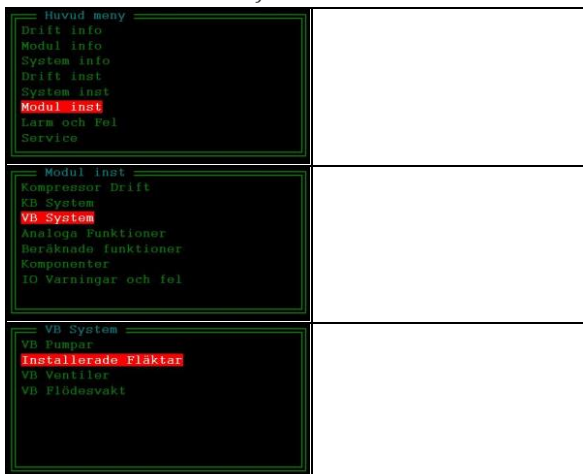 Huvud meny
Drift info
Modul info
System info
Drift inst
System inst
Modul inst
Larm och Fel
Service
Modul inst
Kompressor Drift
KB System
VB System
Analoga Funktioner
Beräknade funktioner
Komponenter
IO Varningar och fel
VB System
VB Pumpar
Installerade Fläktar
VB Ventiler
VB Flödesvakt